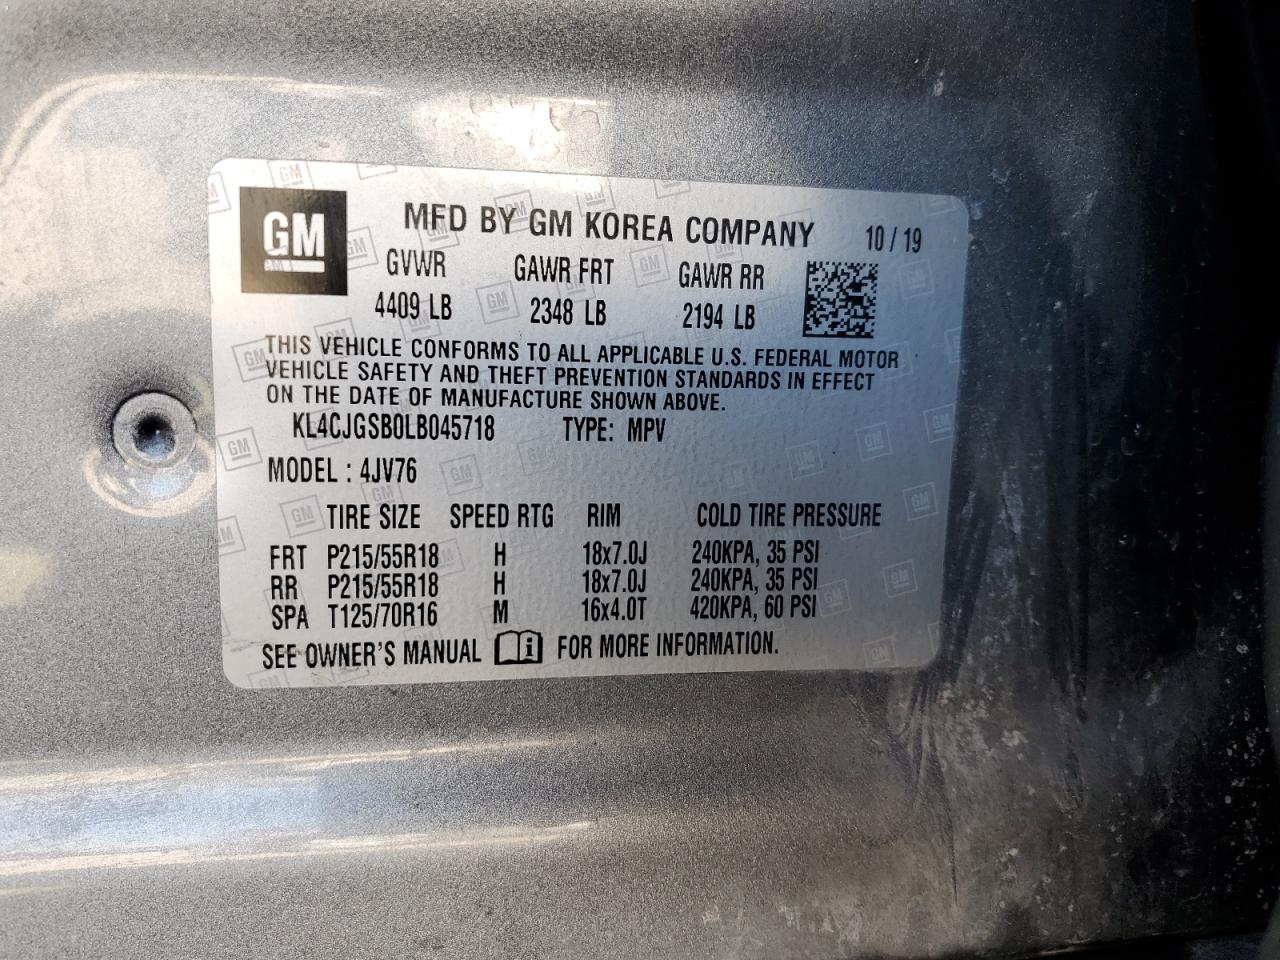 GM
MFD BY GM KOREA COMPANY 10 / 19
GVWR GAWR FRT GAWR RR
4409 LB 2348 LB 2194 LB
THIS VEHICLE CONFORMS TO ALL APPLICABLE U.S. FEDERAL MOTOR
VEHICLE SAFETY AND THEFT PREVENTION STANDARDS IN EFFECT
ON THE DATE OF MANUFACTURE SHOWN ABOVE.
KL4CJGSB0LB045718 TYPE: MPV
MODEL : 4JV76
TIRE SIZE SPEED RTG RIM COLD TIRE PRESSURE
FRT P215/55R18 H 18x7.0J 240KPA, 35 PSI
RR P215/55R18 H 18x7.0J 240KPA, 35 PSI
SPA T125/70R16 M 16x4.0T 420KPA, 60 PSI
SEE OWNER'S MANUAL i FOR MORE INFORMATION.